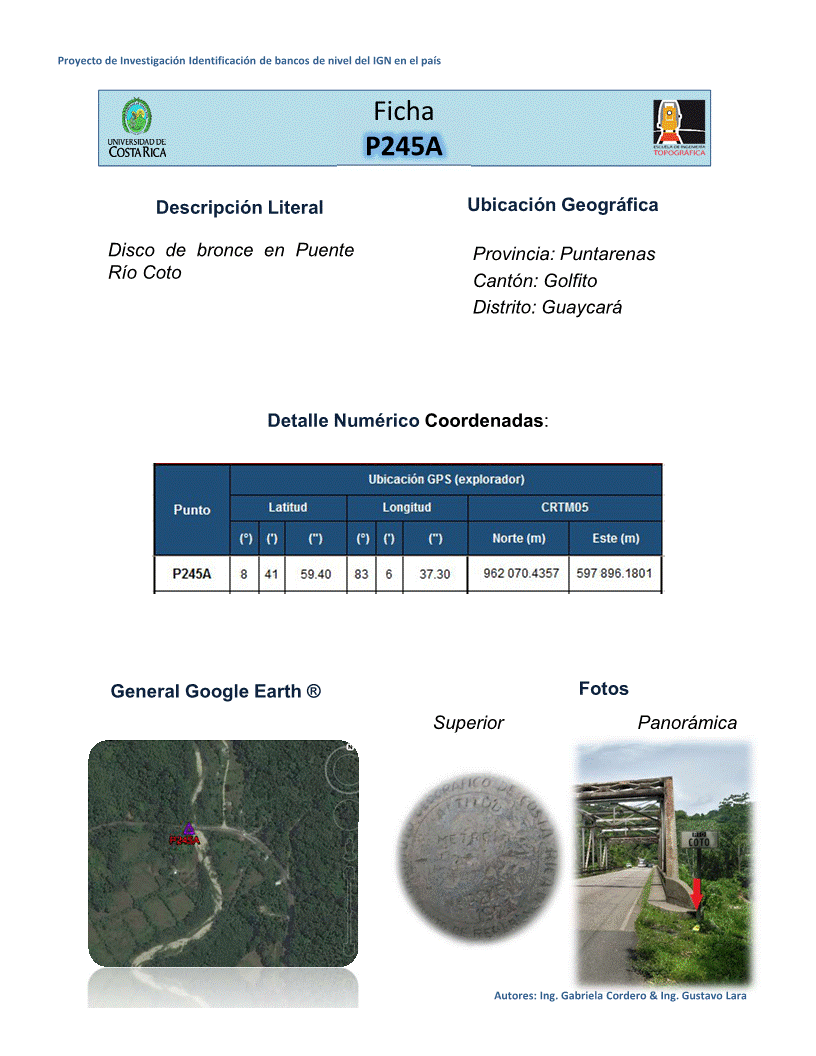 Proyecto de Investigación Identificación de bancos de nivel del IGN en el país
UNIVERSIDAD DE
COSTA RICA
Ficha
P245A
ESCUELA DE INGENIERÍA
TOPOGRÁFICA
Descripción Literal
Disco de bronce en Puente
Río Coto
Ubicación Geográfica
Provincia: Puntarenas
Cantón: Golfito
Distrito: Guaycará
Detalle Numérico Coordenadas:
Punto
Ubicación GPS (explorador)
Latitud Longitud CRTM05
(°) (') ('') (°) (') ('') Norte (m) Este (m)
P245A 8 41 59.40 83 6 37.30 962 070.4357 597 896.1801
General Google Earth ®
N
P245A
Fotos
Superior Panorámica
GEOGRAFICO DE COSTA RICA
COTO
Autores: Ing. Gabriela Cordero & Ing. Gustavo Lara